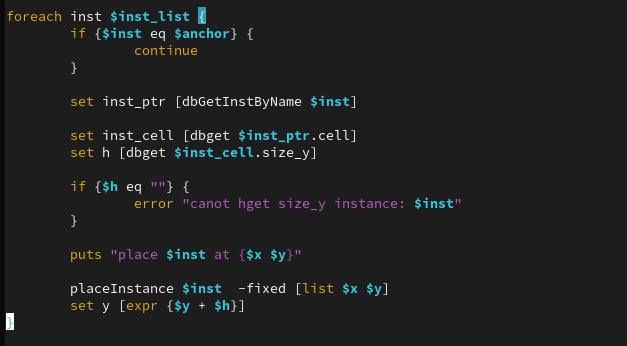 foreach inst $inst_list {
if {$inst eq $anchor} {
continue
}
set inst_ptr [dbGetInstByName $inst]
set inst_cell [dbget $inst_ptr.cell]
set h [dbget $inst_cell.size_y]
if {$h eq ""} {
error "canot hget size_y instance: $inst"
}
puts "place $inst at {$x $y}"
placeInstance $inst  -fixed [list $x $y]
set y [expr {$y + $h}]
}